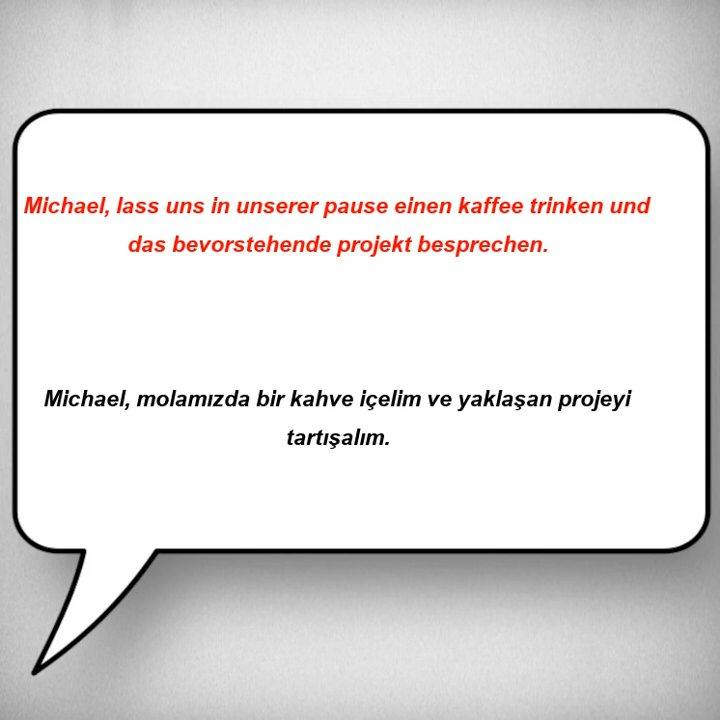 Michael, lass uns in unserer pause einen kaffee trinken und
das bevorstehende projekt besprechen.
Michael, molamızda bir kahve içelim ve yaklaşan projeyi
tartışalım.